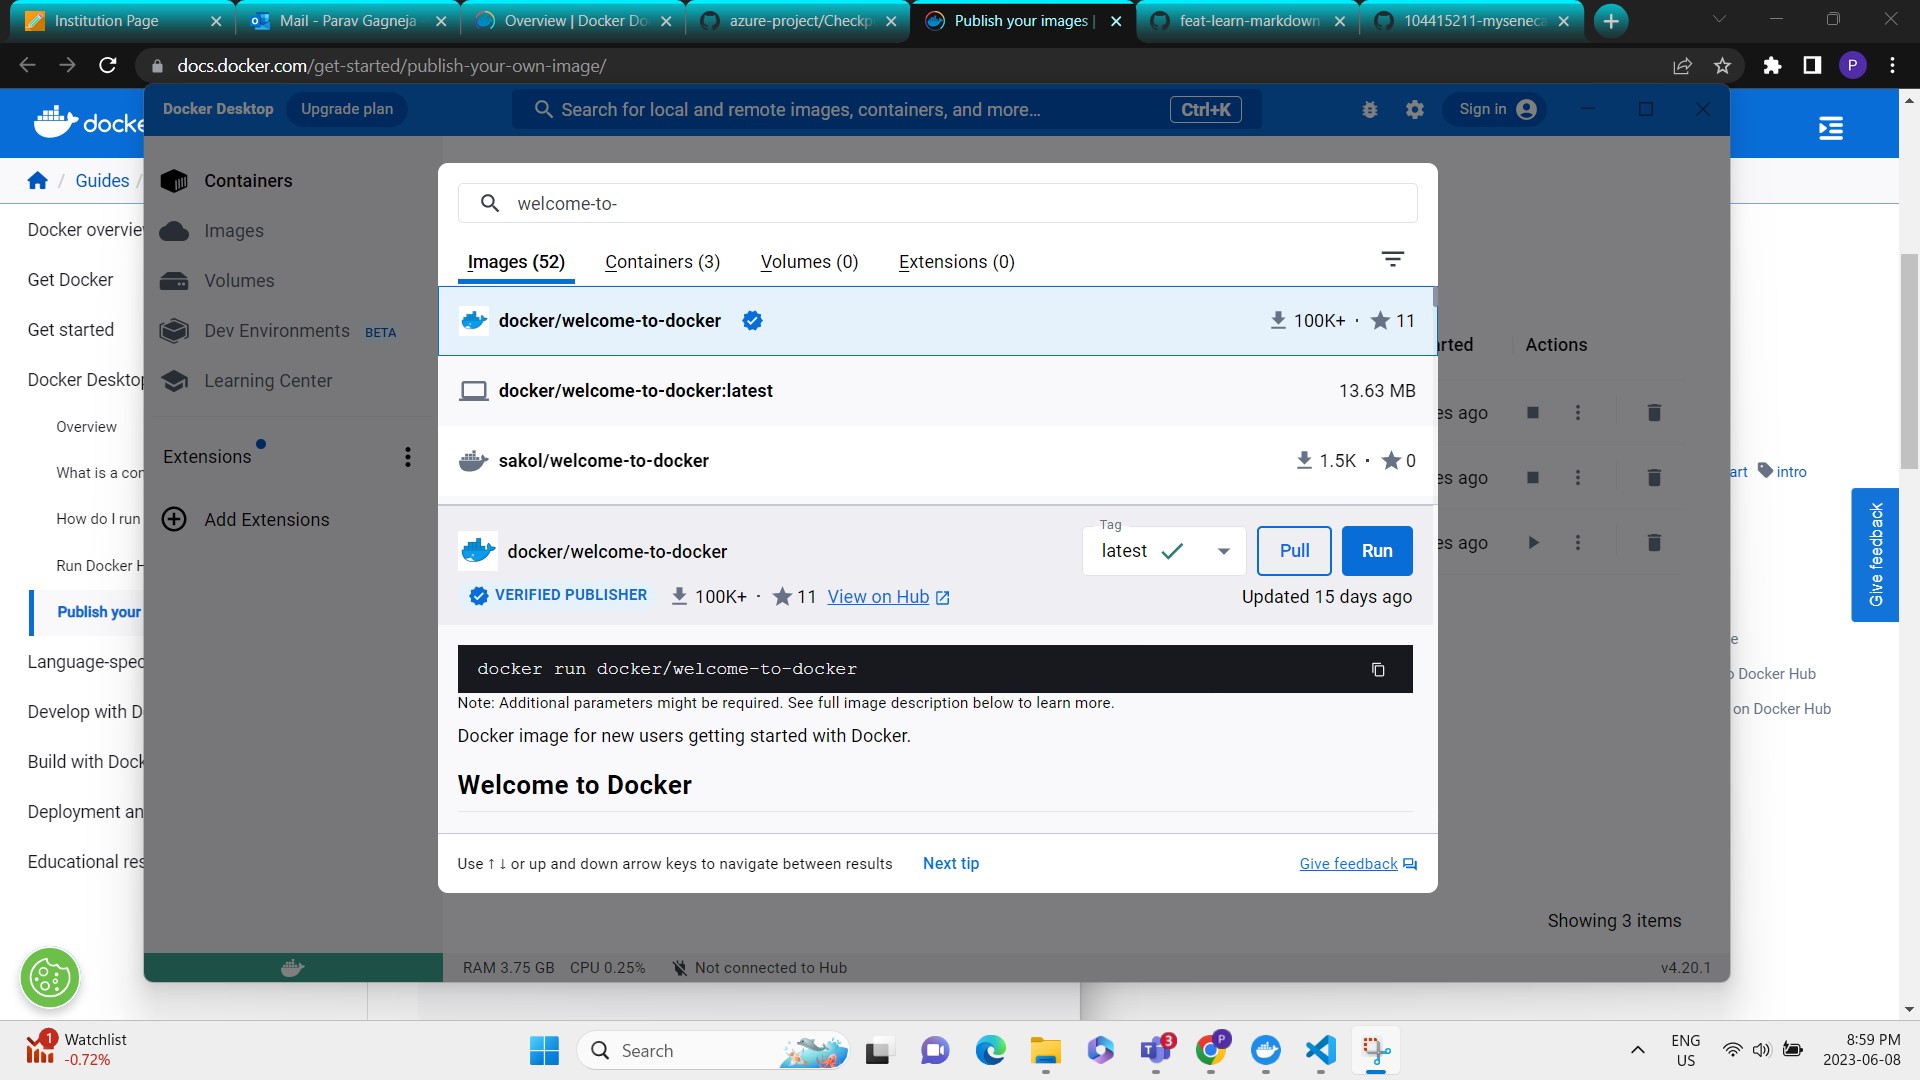 Institution Page
Mail - Parav Gagneja -
Overview | Docker Do
azure-project/Checkp
Publish your images |
feat-learn-markdown
104415211-myseneca
docs.docker.com/get-started/publish-your-own-image/
P
docke
Docker Desktop
Upgrade plan
Search for local and remote images, containers, and more...
Ctrl+K
Sign in
/ Guides /
Docker overvie
Get Docker
Get started
Docker Desktop
Overview
What is a con
How do I run
Run Docker H
Publish your
Language-spec
Develop with D
Build with Dock
Deployment an
Educational res
Containers
Images
Volumes
Dev Environments BETA
Learning Center
Extensions
Add Extensions
welcome-to-
Images (52)
Containers (3)
Volumes (0)
Extensions (0)
docker/welcome-to-docker
100K+ · 11
docker/welcome-to-docker:latest
13.63 MB
sakol/welcome-to-docker
1.5K · 0
docker/welcome-to-docker
Tag
latest
Pull
Run
VERIFIED PUBLISHER
100K+ · 11
View on Hub
Updated 15 days ago
docker run docker/welcome-to-docker
Note: Additional parameters might be required. See full image description below to learn more.
Docker image for new users getting started with Docker.
Welcome to Docker
Use ↑ ↓ or up and down arrow keys to navigate between results
Next tip
Give feedback
arted
Actions
es ago
es ago
es ago
Showing 3 items
art
intro
Give feedback
e
o Docker Hub
on Docker Hub
RAM 3.75 GB
CPU 0.25%
Not connected to Hub
v4.20.1
1
Watchlist
-0.72%
Search
3
P
ENG
US
8:59 PM
2023-06-08